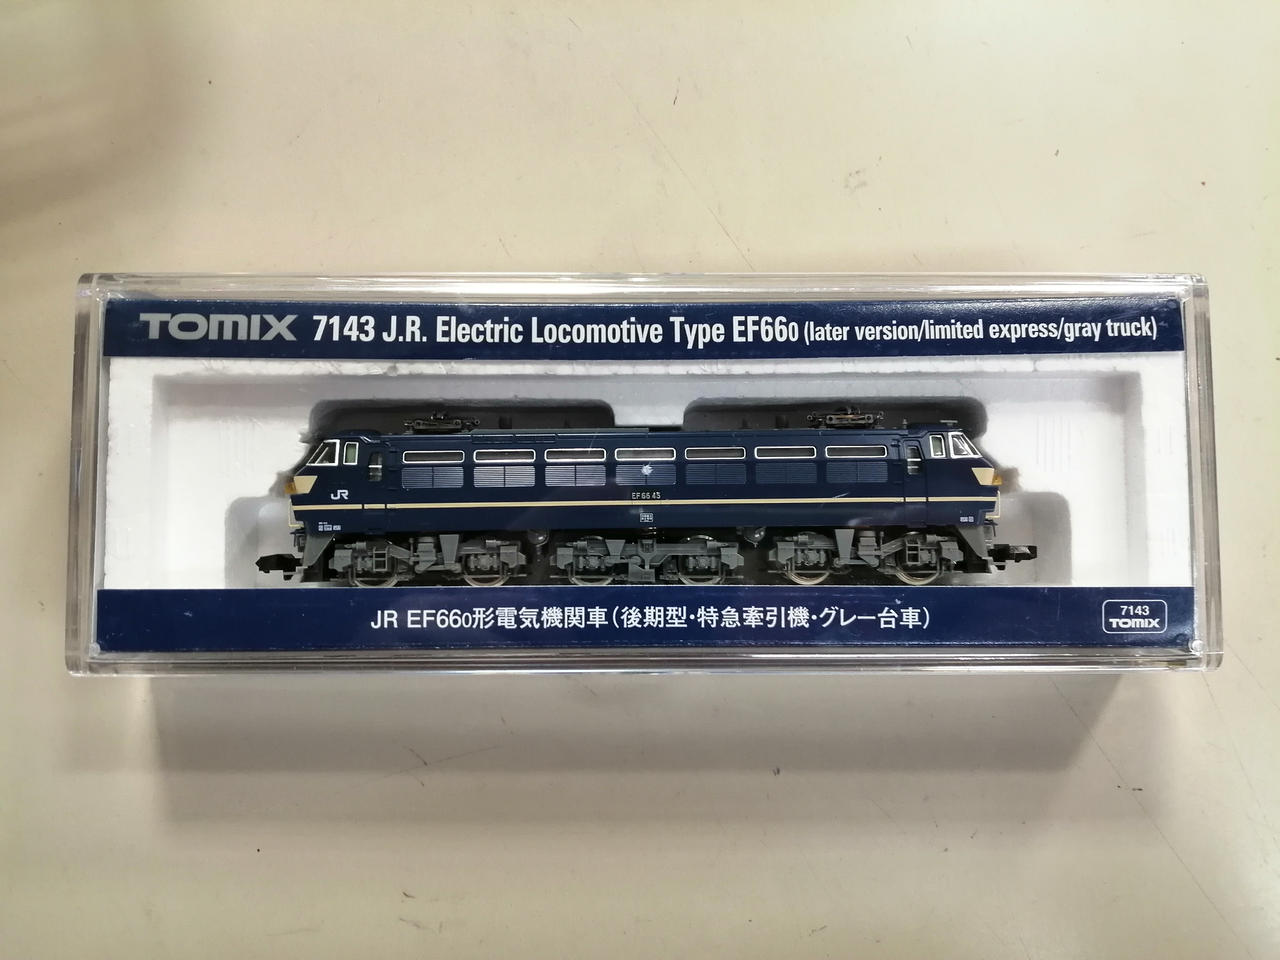 TOMIX 7143 J.R. Electric Locomotive Type EF660 (later version/limited express/gray truck)
JR
EF66 45
JR EF660形電気機関車(後期型・特急牽引機・グレー台車)
7143
TOMIX